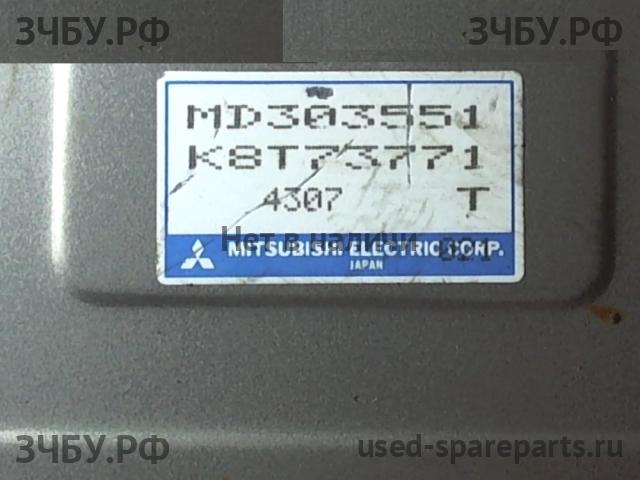 ЗЧБУ.РФ ЗЧБУ.РФ
MD303551
K8T73771
4307 T
Нет в наличии
MITSUBISHI ELECTRIC CORP.
JAPAN
ЗЧБУ.РФ used-spareparts.ru